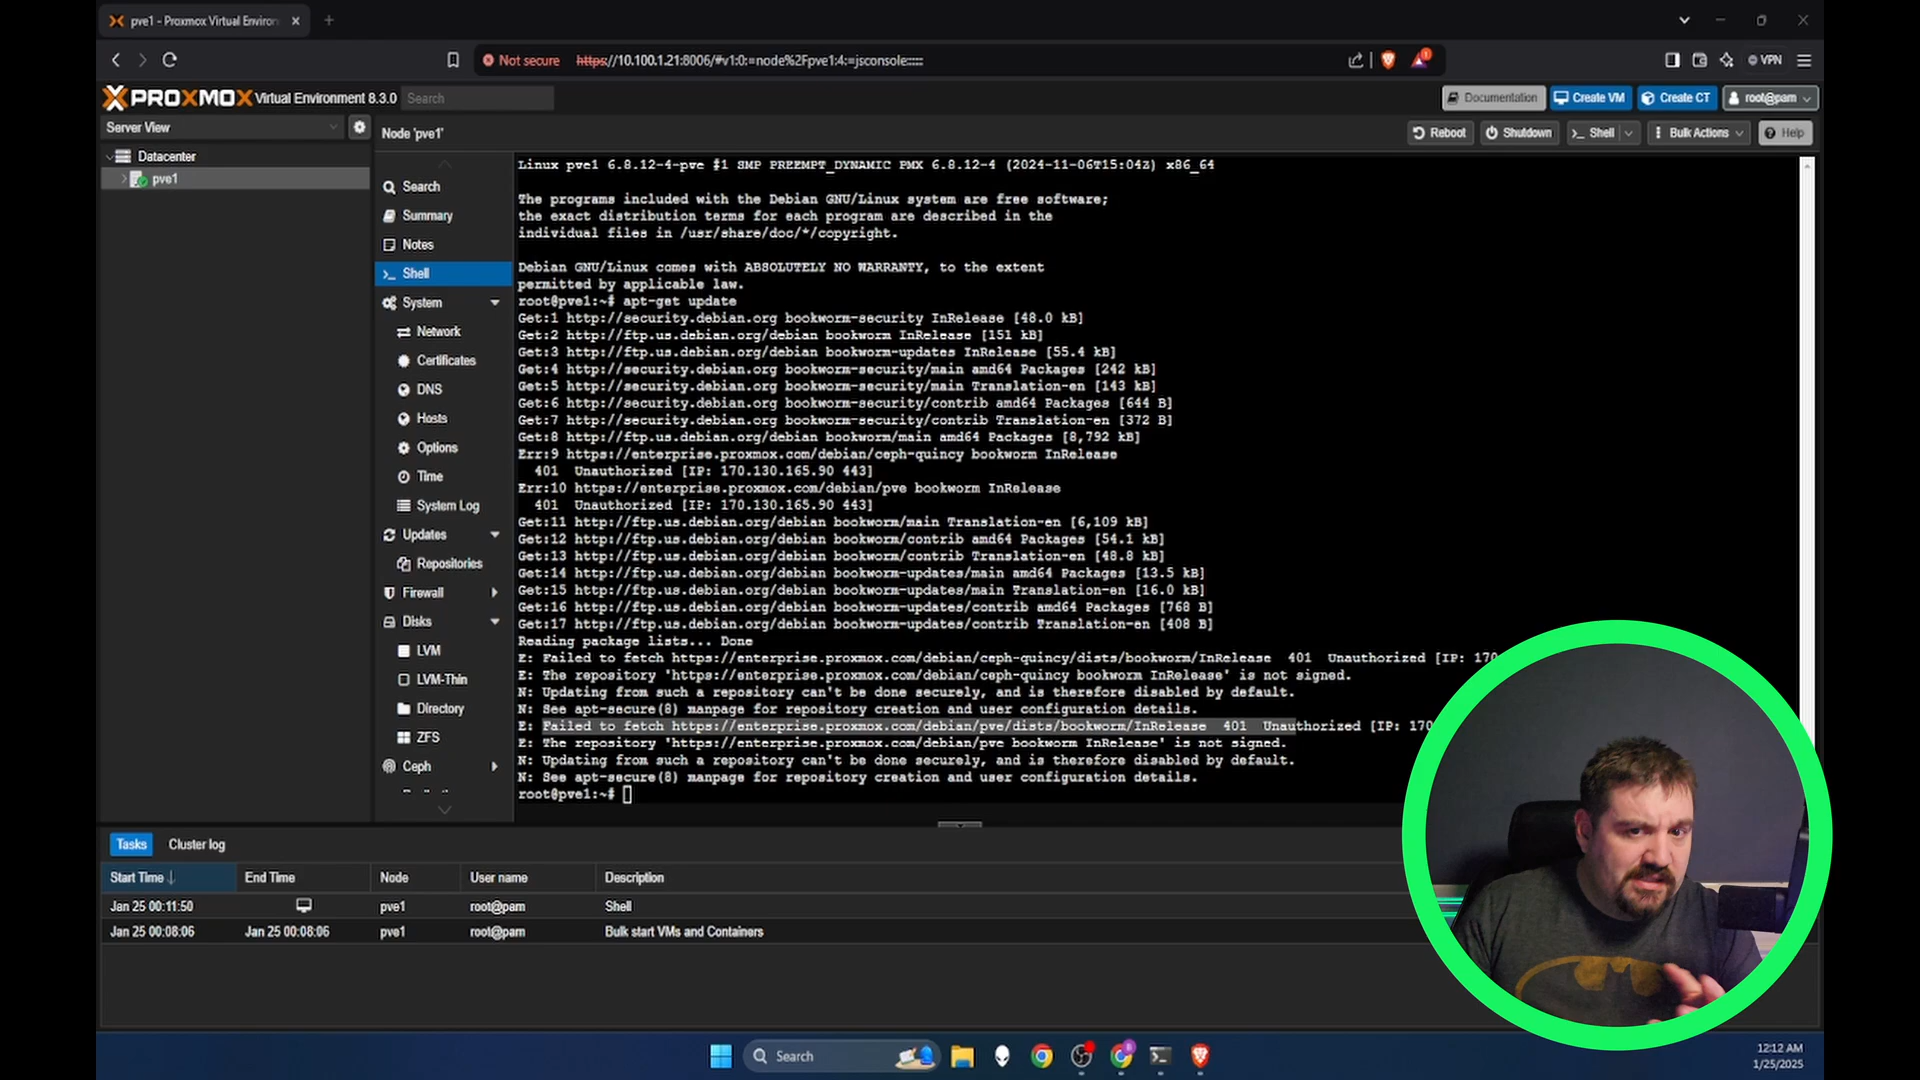 pve1 - Proxmox Virtual Environ
Not secure https://10.100.1.21:8006/#v1:0:=node%2Fpve1:4:=jsconsole:::::
1
VPN
PROXMOX Virtual Environment 8.3.0 Search
Documentation Create VM Create CT root@pam
Server View
Node 'pve1'
Reboot Shutdown Shell Bulk Actions Help
Datacenter
pve1
Search
Summary
Notes
Shell
System
Network
Certificates
DNS
Hosts
Options
Time
System Log
Updates
Repositories
Firewall
Disks
LVM
LVM-Thin
Directory
ZFS
Ceph
Linux pve1 6.8.12-4-pve #1 SMP PREEMPT_DYNAMIC PMX 6.8.12-4 (2024-11-06T15:04Z) x86_64
The programs included with the Debian GNU/Linux system are free software;
the exact distribution terms for each program are described in the
individual files in /usr/share/doc/*/copyright.
Debian GNU/Linux comes with ABSOLUTELY NO WARRANTY, to the extent
permitted by applicable law.
root@pve1:~# apt-get update
Get:1 http://security.debian.org bookworm-security InRelease [48.0 kB]
Get:2 http://ftp.us.debian.org/debian bookworm InRelease [151 kB]
Get:3 http://ftp.us.debian.org/debian bookworm-updates InRelease [55.4 kB]
Get:4 http://security.debian.org bookworm-security/main amd64 Packages [242 kB]
Get:5 http://security.debian.org bookworm-security/main Translation-en [143 kB]
Get:6 http://security.debian.org bookworm-security/contrib amd64 Packages [644 B]
Get:7 http://security.debian.org bookworm-security/contrib Translation-en [372 B]
Get:8 http://ftp.us.debian.org/debian bookworm/main amd64 Packages [8,792 kB]
Err:9 https://enterprise.proxmox.com/debian/ceph-quincy bookworm InRelease
401 Unauthorized [IP: 170.130.165.90 443]
Err:10 https://enterprise.proxmox.com/debian/pve bookworm InRelease
401 Unauthorized [IP: 170.130.165.90 443]
Get:11 http://ftp.us.debian.org/debian bookworm/main Translation-en [6,109 kB]
Get:12 http://ftp.us.debian.org/debian bookworm/contrib amd64 Packages [54.1 kB]
Get:13 http://ftp.us.debian.org/debian bookworm/contrib Translation-en [48.8 kB]
Get:14 http://ftp.us.debian.org/debian bookworm-updates/main amd64 Packages [13.5 kB]
Get:15 http://ftp.us.debian.org/debian bookworm-updates/main Translation-en [16.0 kB]
Get:16 http://ftp.us.debian.org/debian bookworm-updates/contrib amd64 Packages [768 B]
Get:17 http://ftp.us.debian.org/debian bookworm-updates/contrib Translation-en [408 B]
Reading package lists... Done
E: Failed to fetch https://enterprise.proxmox.com/debian/ceph-quincy/dists/bookworm/InRelease 401 Unauthorized [IP: 170
E: The repository 'https://enterprise.proxmox.com/debian/ceph-quincy bookworm InRelease' is not signed.
N: Updating from such a repository can't be done securely, and is therefore disabled by default.
N: See apt-secure(8) manpage for repository creation and user configuration details.
E: Failed to fetch https://enterprise.proxmox.com/debian/pve/dists/bookworm/InRelease 401 Unauthorized [IP: 170
E: The repository 'https://enterprise.proxmox.com/debian/pve bookworm InRelease' is not signed.
N: Updating from such a repository can't be done securely, and is therefore disabled by default.
N: See apt-secure(8) manpage for repository creation and user configuration details.
root@pve1:~#
Tasks Cluster log
Start Time End Time Node User name Description
Jan 25 00:11:50 pve1 root@pam Shell
Jan 25 00:08:06 Jan 25 00:08:06 pve1 root@pam Bulk start VMs and Containers
Search
12:12 AM
1/25/2025